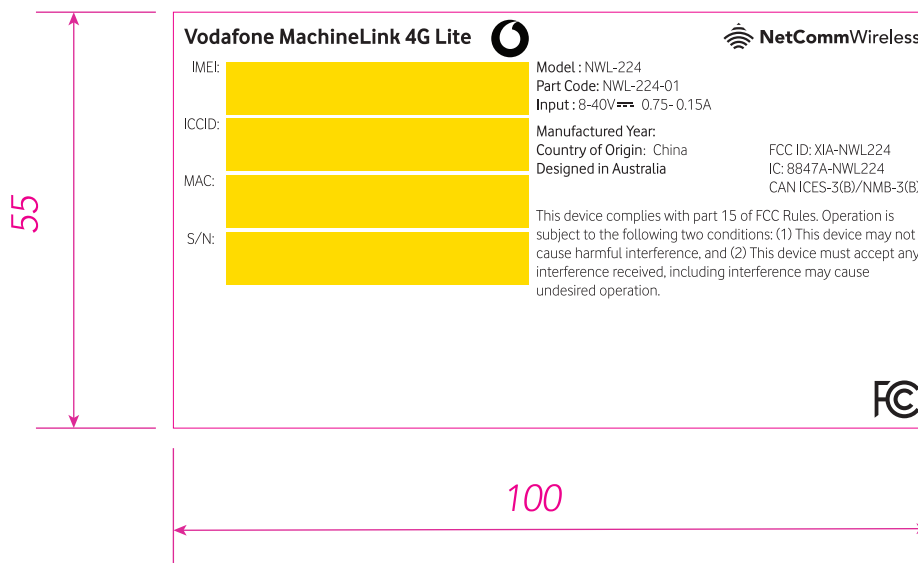 Vodafone MachineLink 4G Lite
NetCommWireless
IMEI:
ICCID:
MAC:
S/N:
Model : NWL-224
Part Code: NWL-224-01
Input : 8-40V 0.75- 0.15A
Manufactured Year:
Country of Origin: China
Designed in Australia
FCC ID: XIA-NWL224
IC: 8847A-NWL224
CAN ICES-3(B)/NMB-3(B)
This device complies with part 15 of FCC Rules. Operation is
subject to the following two conditions: (1) This device may not
cause harmful interference, and (2) This device must accept any
interference received, including interference may cause
undesired operation.
FC
55
100